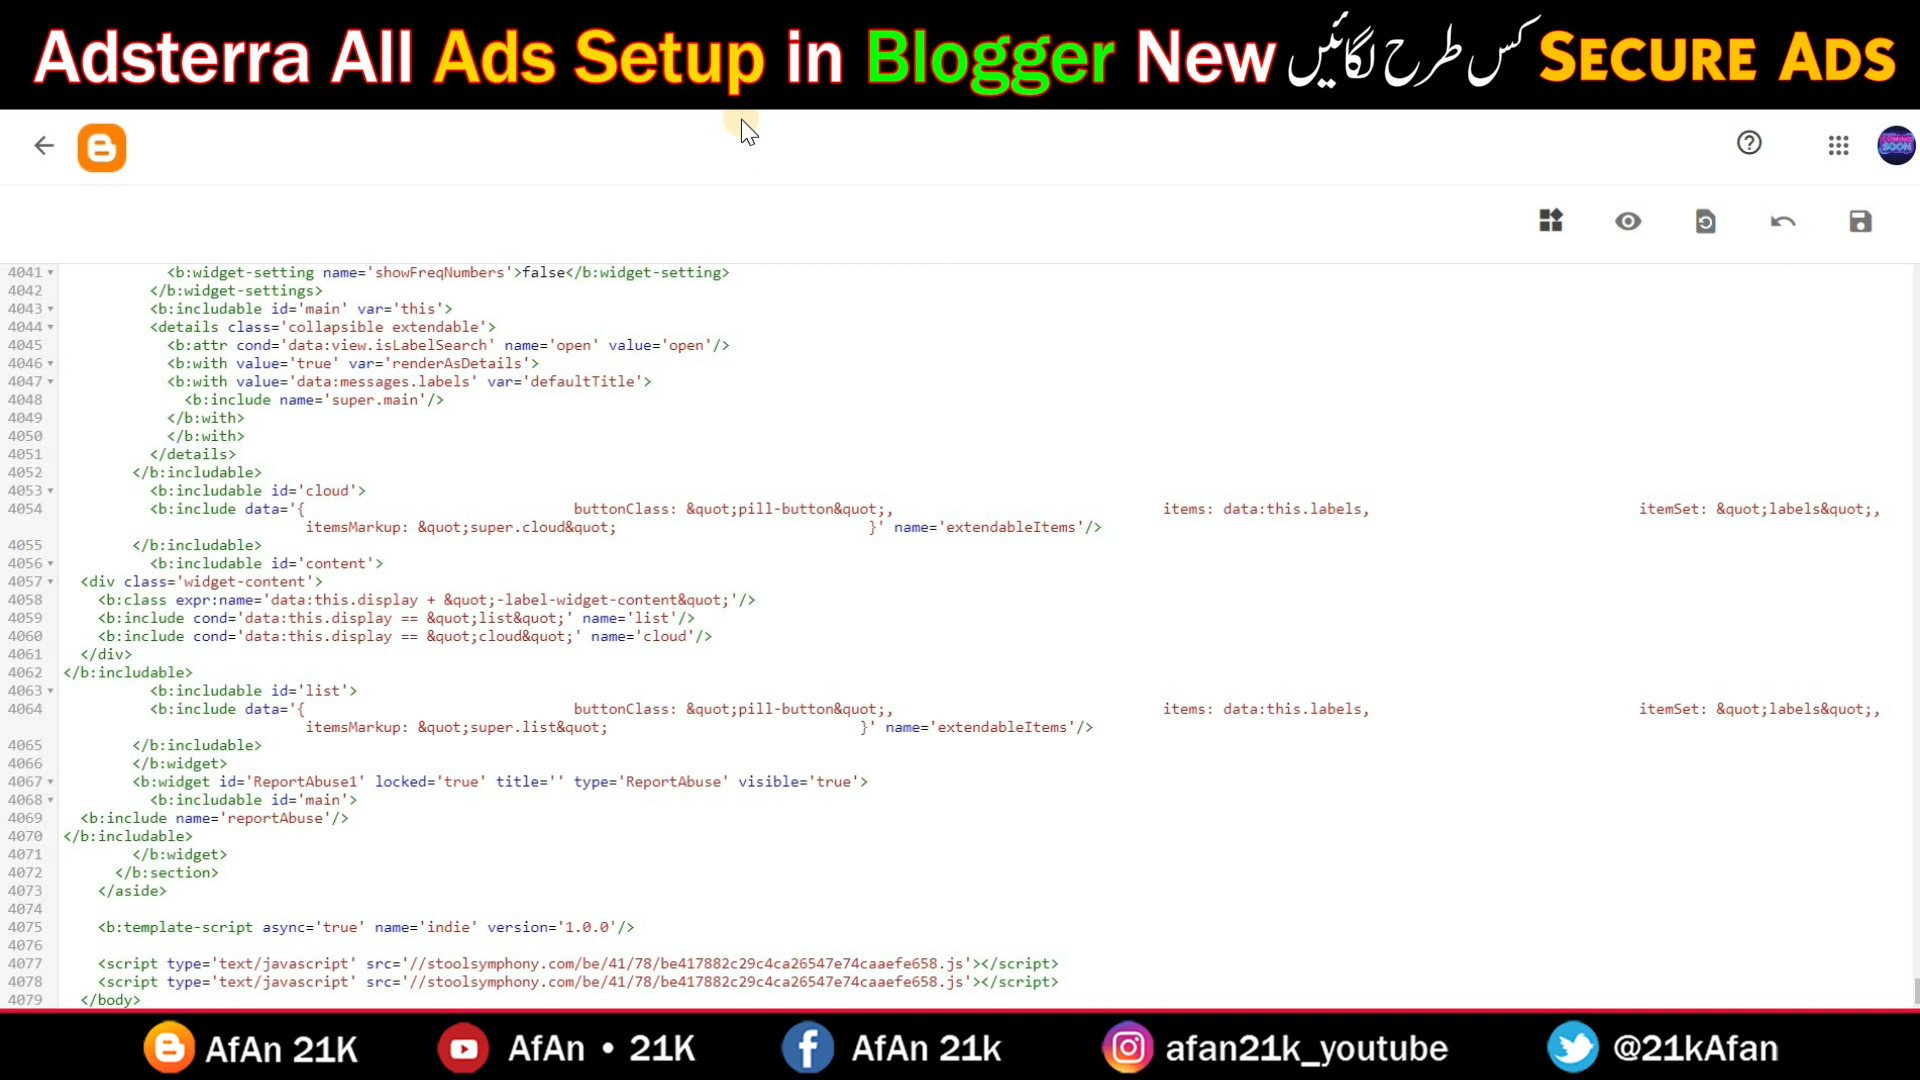 Adsterra All Ads Setup in Blogger New کس طرح لگائیں SECURE ADS
4041 <b:widget-setting name='showFreqNumbers'>false</b:widget-setting>
4042 </b:widget-settings>
4043 <b:includable id='main' var='this'>
4044 <details class='collapsible extendable'>
4045 <b:attr cond='data:view.isLabelSearch' name='open' value='open'/>
4046 <b:with value='true' var='renderAsDetails'>
4047 <b:with value='data:messages.labels' var='defaultTitle'>
4048 <b:include name='super.main'/>
4049 </b:with>
4050 </b:with>
4051 </details>
4052 </b:includable>
4053 <b:includable id='cloud'>
4054 <b:include data='{ buttonClass: &quot;pill-button&quot;, items: data:this.labels, itemSet: &quot;labels&quot;,
itemsMarkup: &quot;super.cloud&quot; }' name='extendableItems'/>
4055 </b:includable>
4056 <b:includable id='content'>
4057 <div class='widget-content'>
4058 <b:class expr:name='data:this.display + &quot;-label-widget-content&quot;'/>
4059 <b:include cond='data:this.display == &quot;list&quot;' name='list'/>
4060 <b:include cond='data:this.display == &quot;cloud&quot;' name='cloud'/>
4061 </div>
4062 </b:includable>
4063 <b:includable id='list'>
4064 <b:include data='{ buttonClass: &quot;pill-button&quot;, items: data:this.labels, itemSet: &quot;labels&quot;,
itemsMarkup: &quot;super.list&quot; }' name='extendableItems'/>
4065 </b:includable>
4066 </b:widget>
4067 <b:widget id='ReportAbuse1' locked='true' title='' type='ReportAbuse' visible='true'>
4068 <b:includable id='main'>
4069 <b:include name='reportAbuse'/>
4070 </b:includable>
4071 </b:widget>
4072 </b:section>
4073 </aside>
4074
4075 <b:template-script async='true' name='indie' version='1.0.0'/>
4076
4077 <script type='text/javascript' src='//stoolsymphony.com/be/41/78/be417882c29c4ca26547e74caaefe658.js'></script>
4078 <script type='text/javascript' src='//stoolsymphony.com/be/41/78/be417882c29c4ca26547e74caaefe658.js'></script>
4079 </body>
AfAn 21K AfAn • 21K AfAn 21k afan21k_youtube @21kAfan